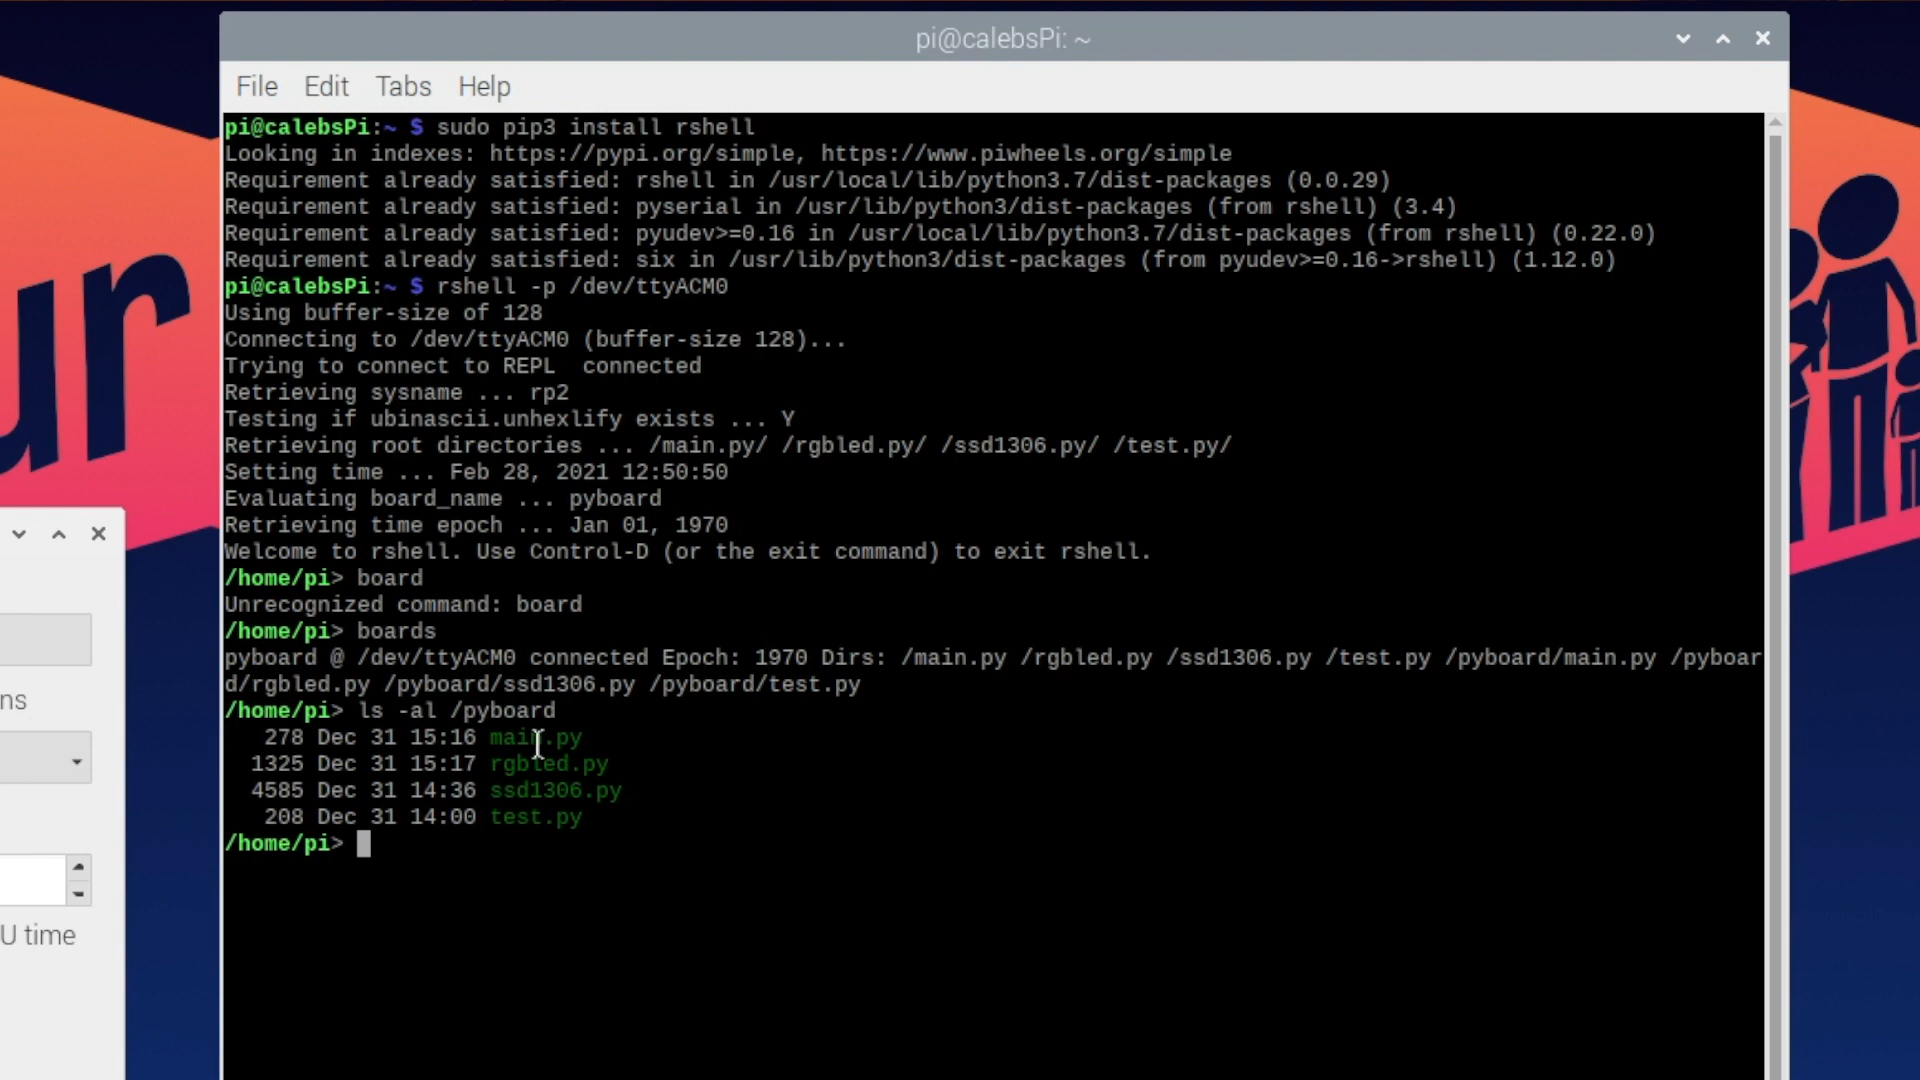 pi@calebsPi: ~
File Edit Tabs Help
pi@calebsPi:~ $ sudo pip3 install rshell
Looking in indexes: https://pypi.org/simple, https://www.piwheels.org/simple
Requirement already satisfied: rshell in /usr/local/lib/python3.7/dist-packages (0.0.29)
Requirement already satisfied: pyserial in /usr/lib/python3/dist-packages (from rshell) (3.4)
Requirement already satisfied: pyudev>=0.16 in /usr/local/lib/python3.7/dist-packages (from rshell) (0.22.0)
Requirement already satisfied: six in /usr/lib/python3/dist-packages (from pyudev>=0.16->rshell) (1.12.0)
pi@calebsPi:~ $ rshell -p /dev/ttyACM0
Using buffer-size of 128
Connecting to /dev/ttyACM0 (buffer-size 128)...
Trying to connect to REPL  connected
Retrieving sysname ... rp2
Testing if ubinascii.unhexlify exists ... Y
Retrieving root directories ... /main.py/ /rgbled.py/ /ssd1306.py/ /test.py/
Setting time ... Feb 28, 2021 12:50:50
Evaluating board_name ... pyboard
Retrieving time epoch ... Jan 01, 1970
Welcome to rshell. Use Control-D (or the exit command) to exit rshell.
/home/pi> board
Unrecognized command: board
/home/pi> boards
pyboard @ /dev/ttyACM0 connected Epoch: 1970 Dirs: /main.py /rgbled.py /ssd1306.py /test.py /pyboard/main.py /pyboar
d/rgbled.py /pyboard/ssd1306.py /pyboard/test.py
/home/pi> ls -al /pyboard
278 Dec 31 15:16 main.py
1325 Dec 31 15:17 rgbled.py
4585 Dec 31 14:36 ssd1306.py
208 Dec 31 14:00 test.py
/home/pi>
ur
ns
U time